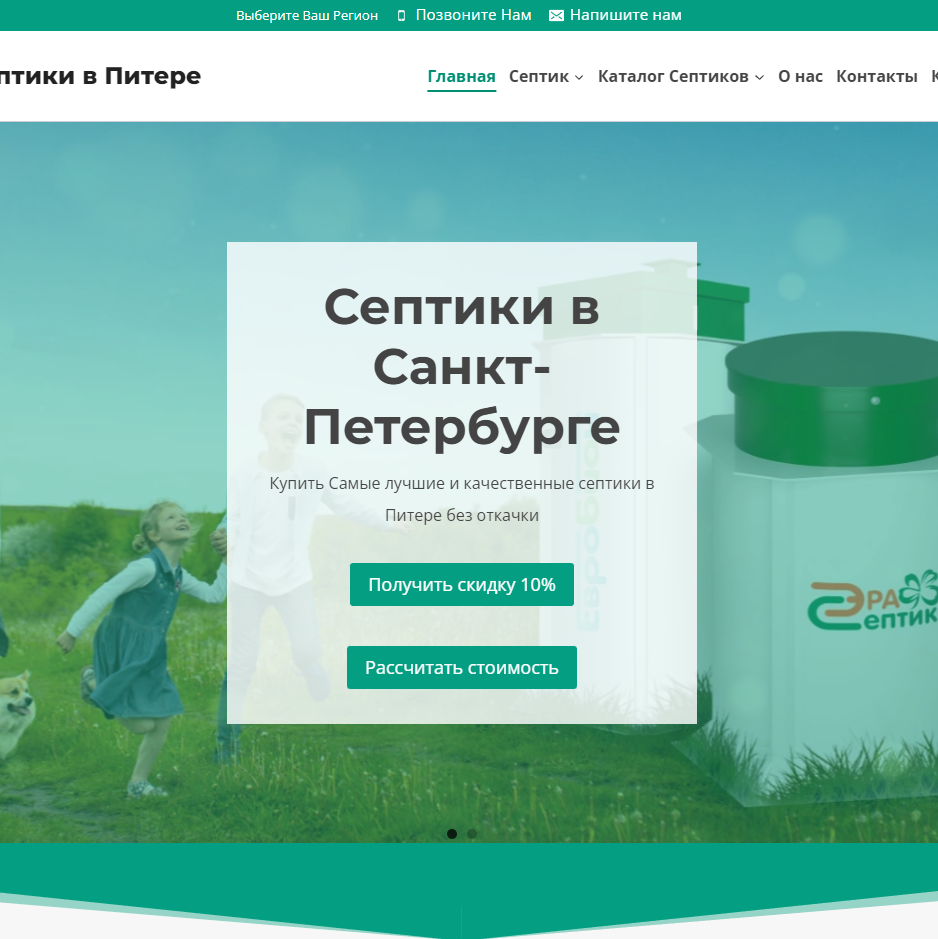 Выберите Ваш Регион Позвоните Нам Напишите нам
птики в Питере
Главная Септик Каталог Септиков О нас Контакты
Септики в
Санкт-
Петербурге
Купить Самые лучшие и качественные септики в
Питере без откачки
Получить скидку 10%
Рассчитать стоимость
ЭРА
Септик